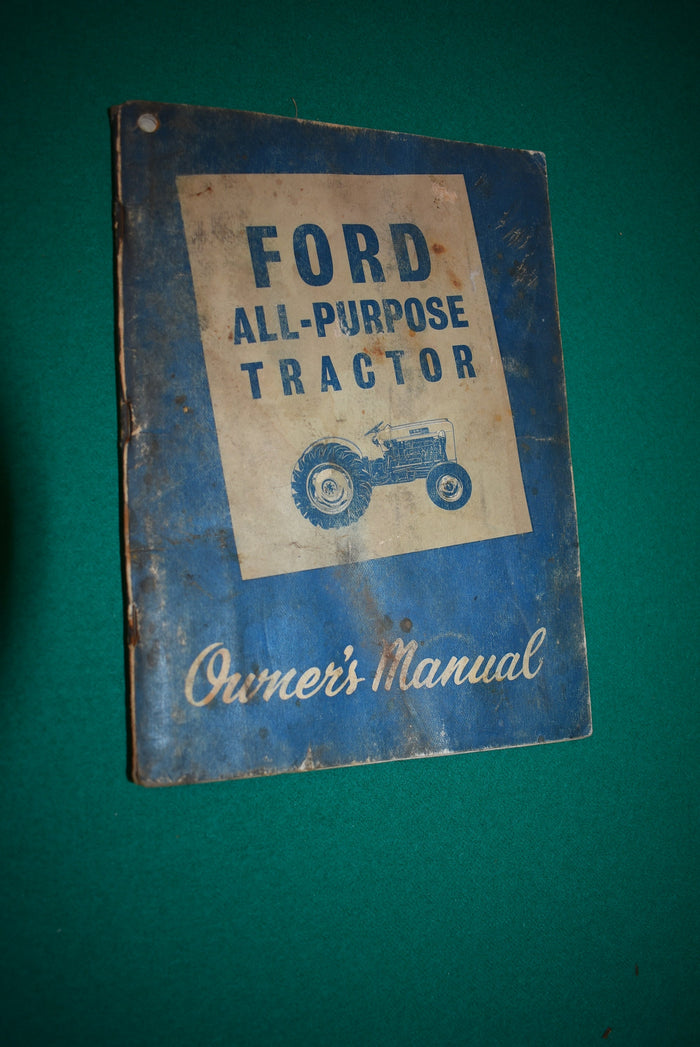 FORD
ALL-PURPOSE
TRACTOR
Owner's Manual